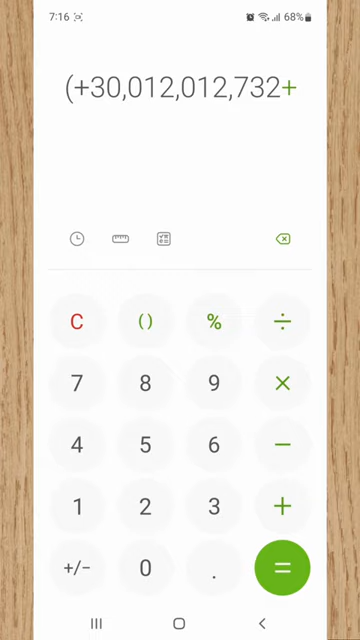 7:16 68%
(+30,012,012,732+
C () % ÷
7 8 9 ×
4 5 6 −
1 2 3 +
+/− 0 . =